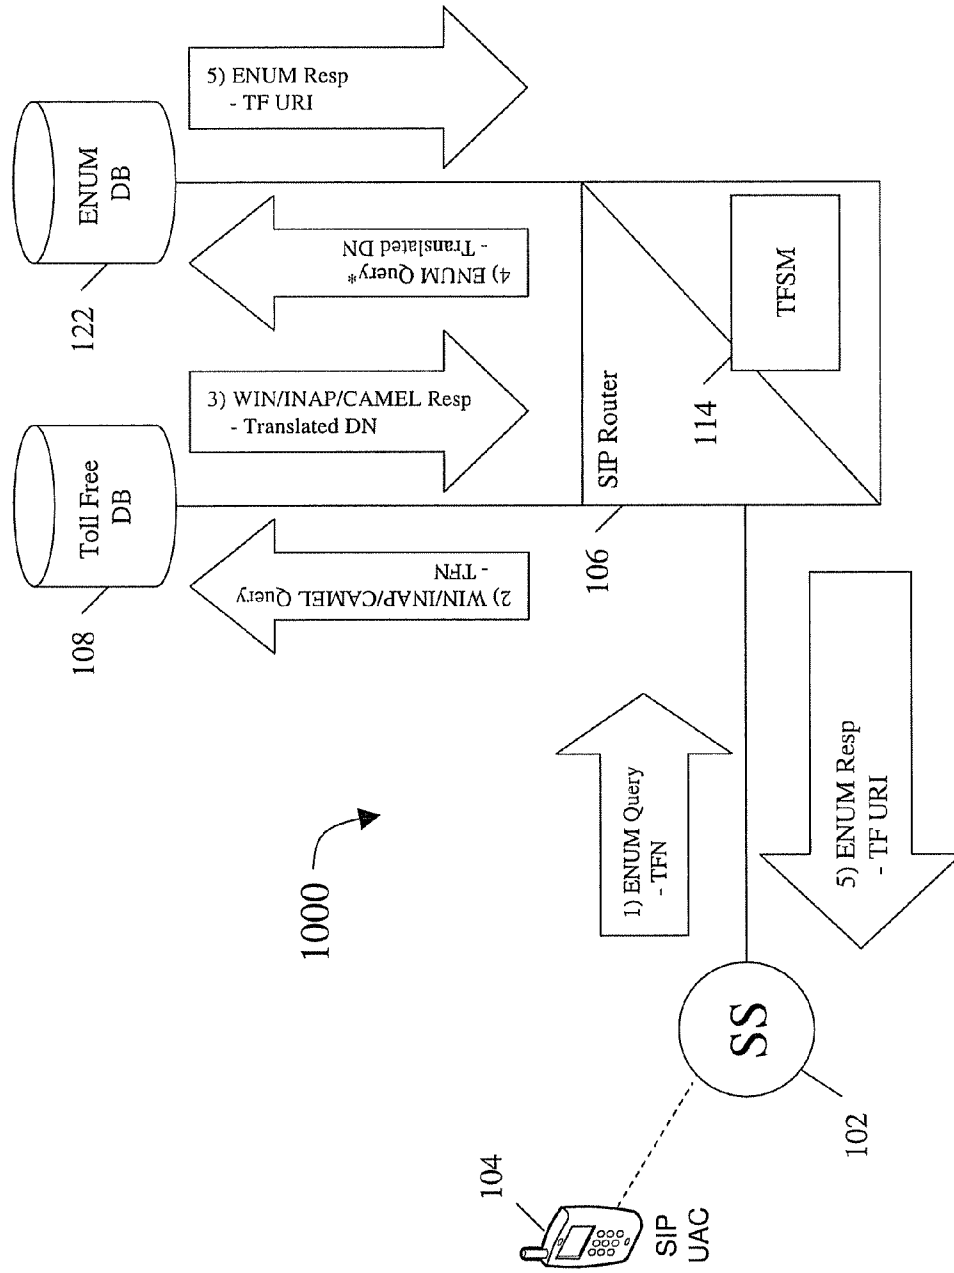 1000
104
SIP
UAC
102
SS
1) ENUM Query
- TFN
5) ENUM Resp
- TF URI
108
Toll Free
DB
2) WIN/INAP/CAMEL Query
- TFN
3) WIN/INAP/CAMEL Resp
- Translated DN
122
ENUM
DB
4) ENUM Query*
- Translated DN
5) ENUM Resp
- TF URI
106
SIP Router
114
TFSM